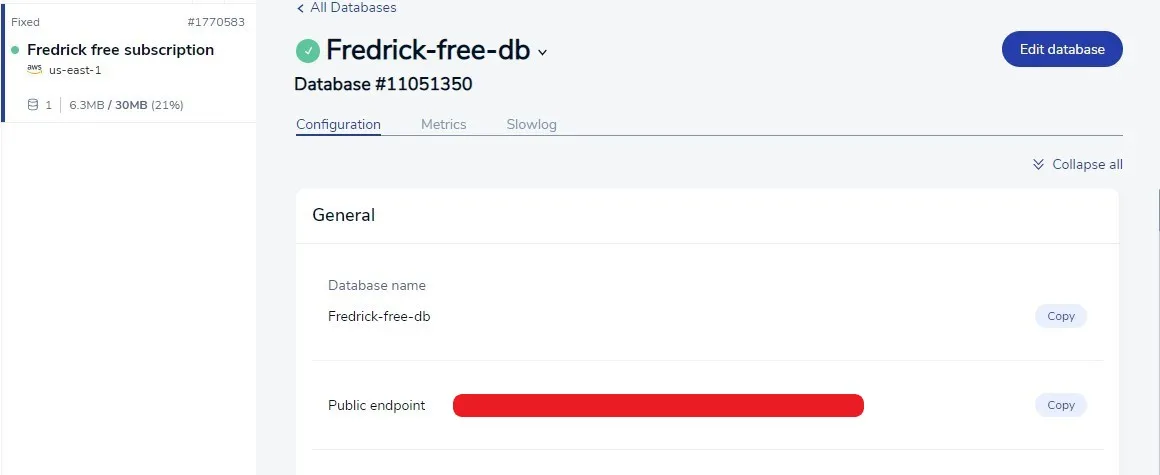 Fixed #1770583
Fredrick free subscription
aws us-east-1
1 6.3MB / 30MB (21%)
All Databases
Fredrick-free-db
Edit database
Database #11051350
Configuration Metrics Slowlog
Collapse all
General
Database name
Fredrick-free-db Copy
Public endpoint Copy